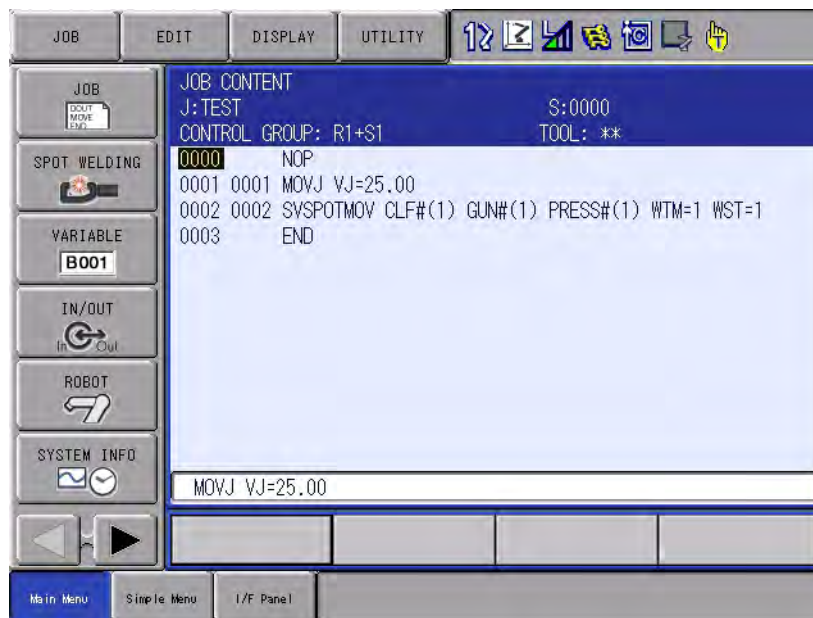 JOB EDIT DISPLAY UTILITY
JOB
DOUT
MOVE
END
SPOT WELDING
VARIABLE
B001
IN/OUT
In Out
ROBOT
SYSTEM INFO
JOB CONTENT
J:TEST S:0000
CONTROL GROUP: R1+S1 TOOL: **
0000 NOP
0001 0001 MOVJ VJ=25.00
0002 0002 SVSPOTMOV CLF#(1) GUN#(1) PRESS#(1) WTM=1 WST=1
0003 END
MOVJ VJ=25.00
Main Menu Simple Menu I/F Panel